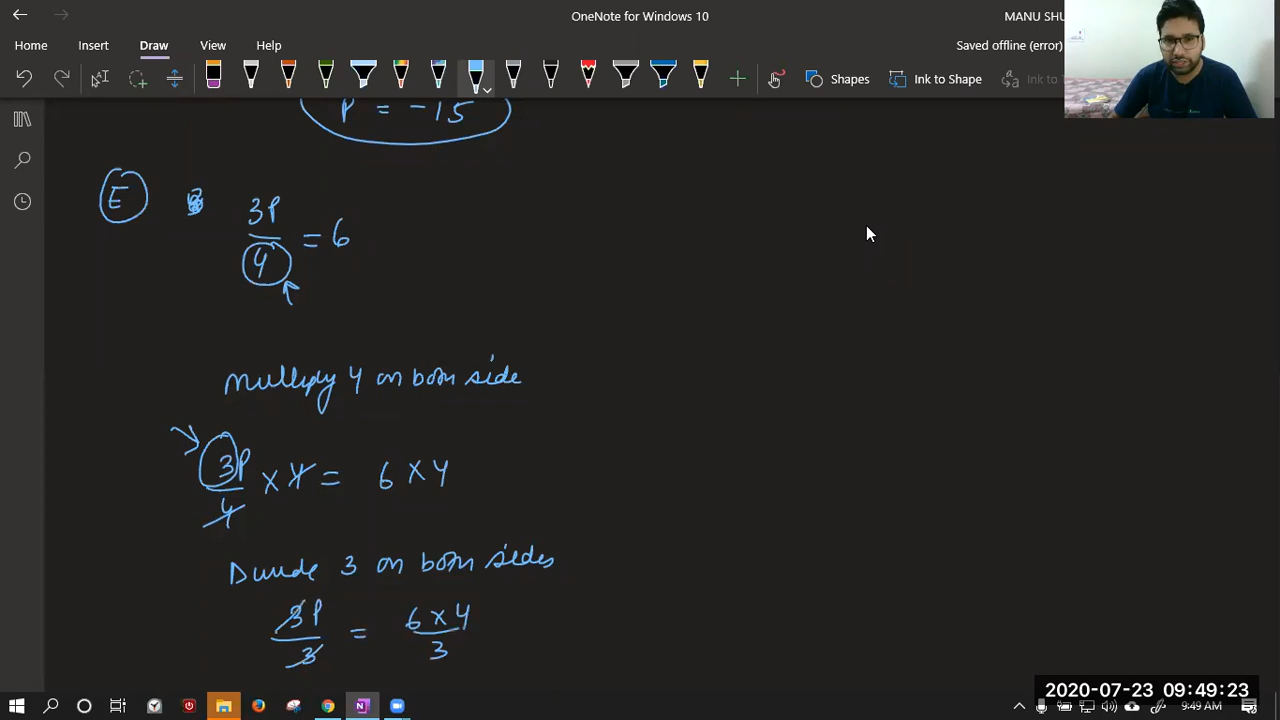 OneNote for Windows 10
MANU SHU
Home Insert Draw View Help
Saved offline (error)
Shapes
Ink to Shape
Ink to
P = -15
E
3P/4 = 6
Multiply 4 on both side
3P/4 × 4 = 6 × 4
Divide 3 on both sides
3P/3 = 6 × 4/3
2020-07-23 09:49:23
9:49 AM